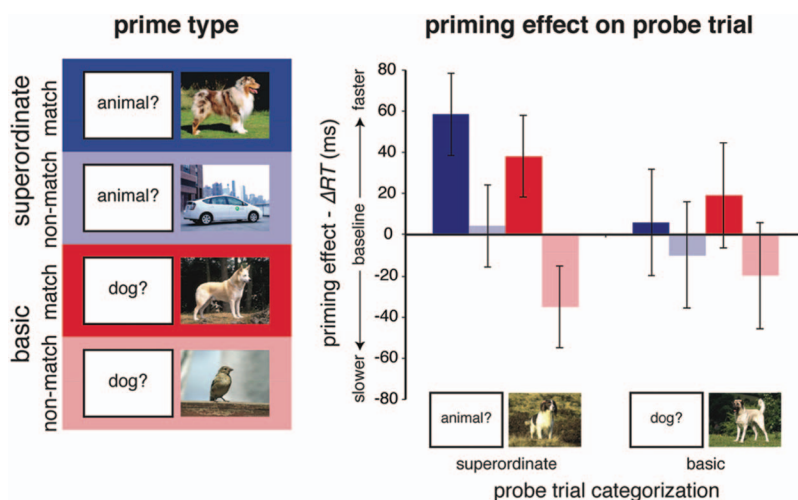 prime type
superordinate
match
animal?
non-match
animal?
basic
match
dog?
non-match
dog?
priming effect on probe trial
priming effect - ΔRT (ms)
slower
baseline
faster
80
60
40
20
0
-20
-40
-60
-80
animal?
dog?
superordinate
basic
probe trial categorization